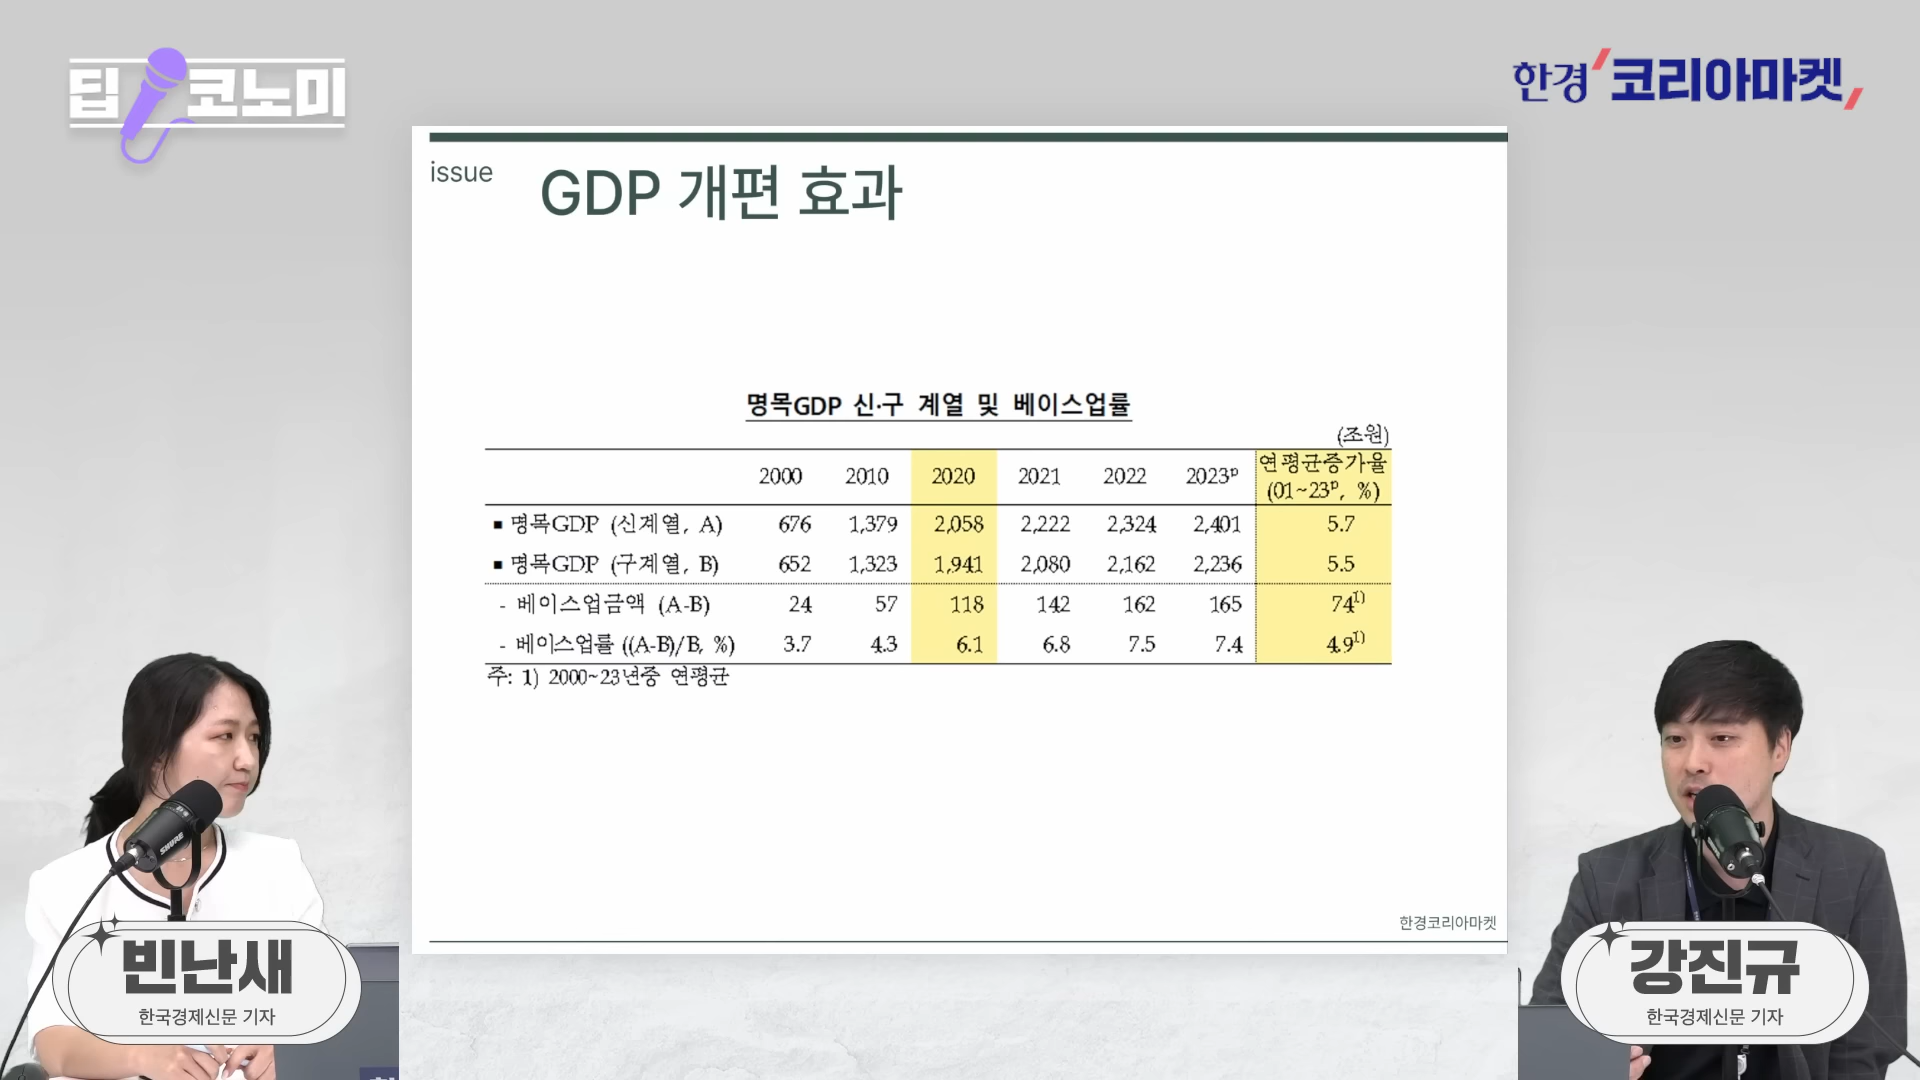 딥코노미
한경 코리아마켓
issue
GDP 개편 효과
명목GDP 신·구 계열 및 베이스업률
(조원)
2000 2010 2020 2021 2022 2023ᵖ 연평균증가율 (01~23ᵖ, %)
▪ 명목GDP (신계열, A) 676 1,379 2,058 2,222 2,324 2,401 5.7
▪ 명목GDP (구계열, B) 652 1,323 1,941 2,080 2,162 2,236 5.5
- 베이스업금액 (A-B) 24 57 118 142 162 165 74¹⁾
- 베이스업률 ((A-B)/B, %) 3.7 4.3 6.1 6.8 7.5 7.4 4.9¹⁾
주: 1) 2000~23년중 연평균
한경코리아마켓
SHURE
빈난새
한국경제신문 기자
강진규
한국경제신문 기자